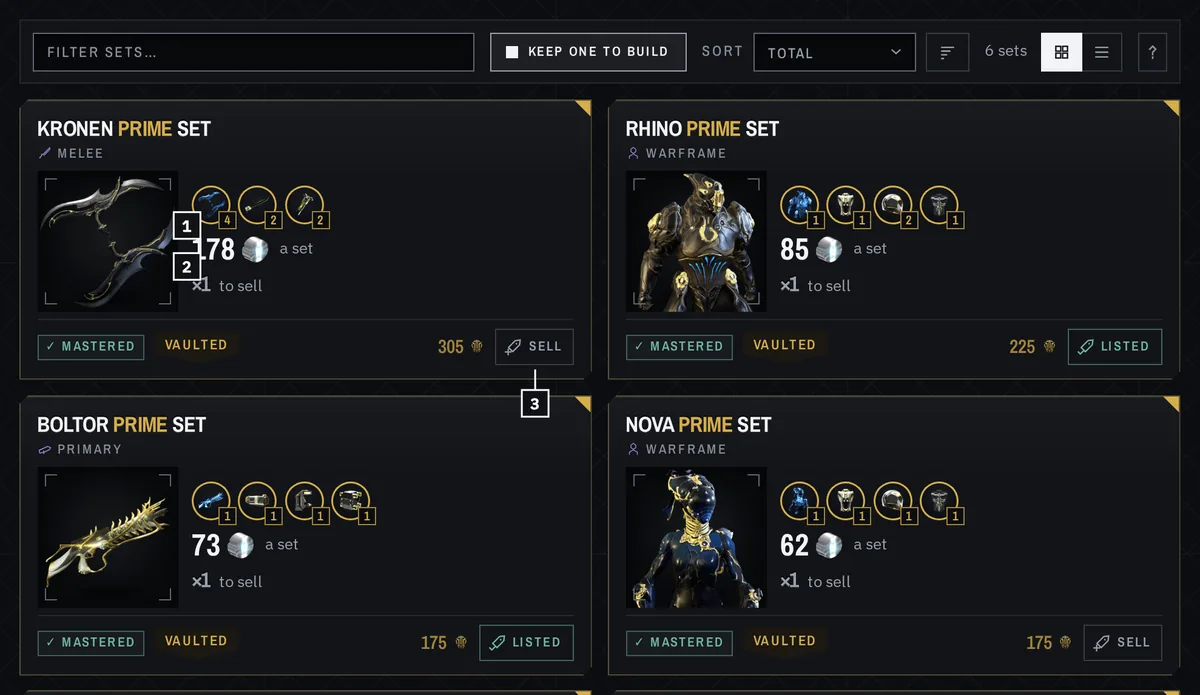 FILTER SETS...
KEEP ONE TO BUILD
SORT
TOTAL
6 sets
?
KRONEN PRIME SET
MELEE
4
2
2
1
178 a set
2
×1 to sell
✓ MASTERED
VAULTED
305
SELL
3
RHINO PRIME SET
WARFRAME
1
1
2
1
85 a set
×1 to sell
✓ MASTERED
VAULTED
225
LISTED
BOLTOR PRIME SET
PRIMARY
1
1
1
1
73 a set
×1 to sell
✓ MASTERED
VAULTED
175
LISTED
NOVA PRIME SET
WARFRAME
1
1
1
1
62 a set
×1 to sell
✓ MASTERED
VAULTED
175
SELL